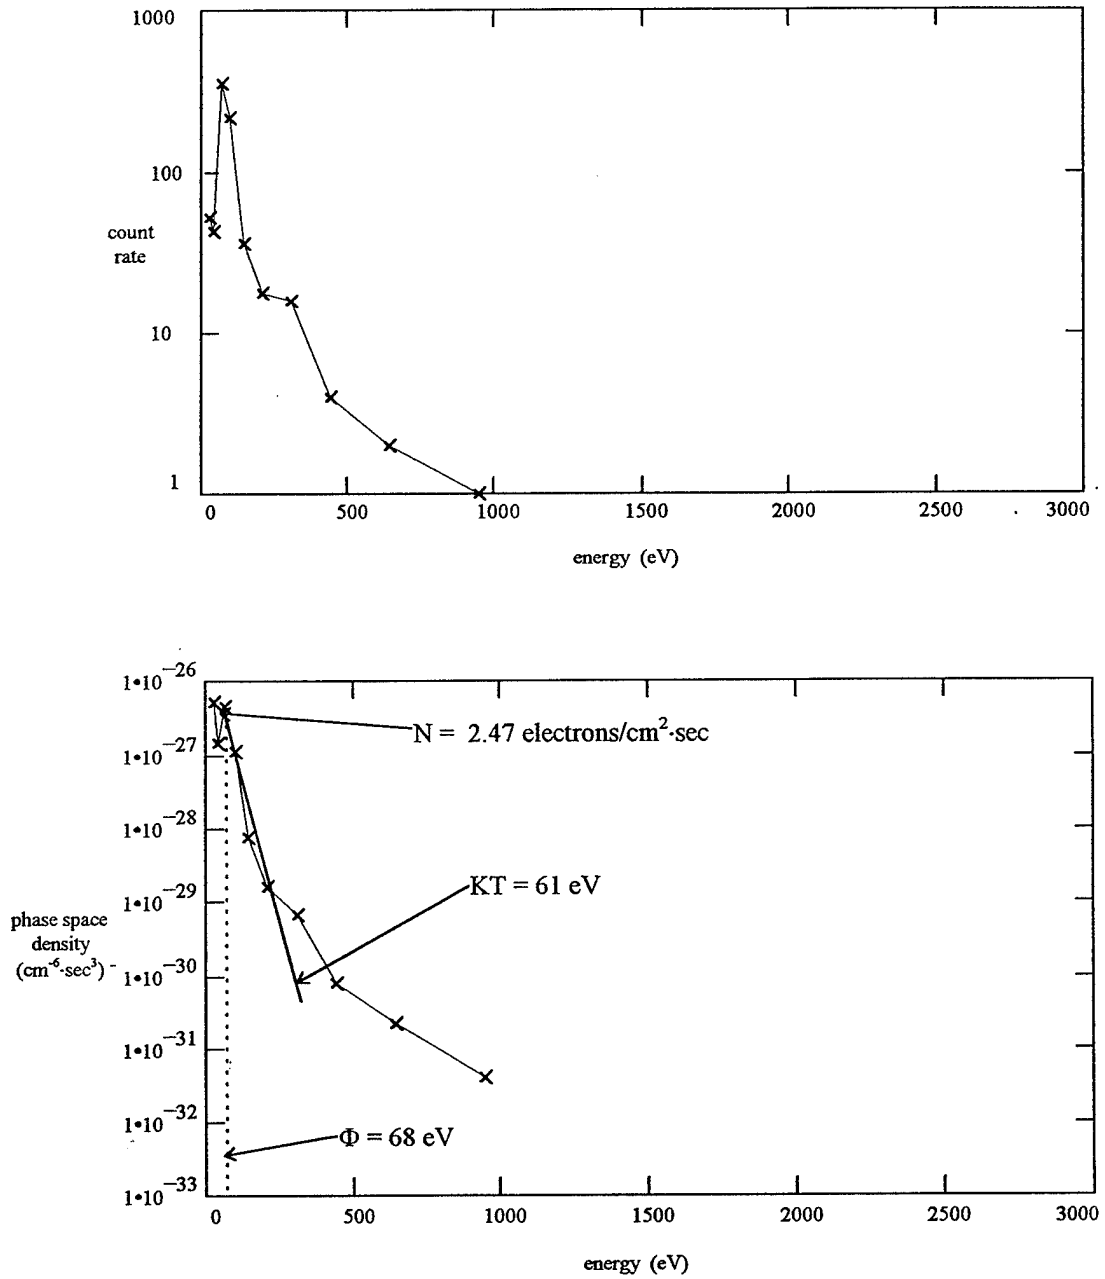 1000
100
count
rate
10
1
0 500 1000 1500 2000 2500 3000
energy (eV)
1•10⁻²⁶
N = 2.47 electrons/cm²·sec
1•10⁻²⁷
1•10⁻²⁸
KT = 61 eV
1•10⁻²⁹
phase space
density
(cm⁻⁶·sec³)
1•10⁻³⁰
1•10⁻³¹
1•10⁻³²
Φ = 68 eV
1•10⁻³³
0 500 1000 1500 2000 2500 3000
energy (eV)